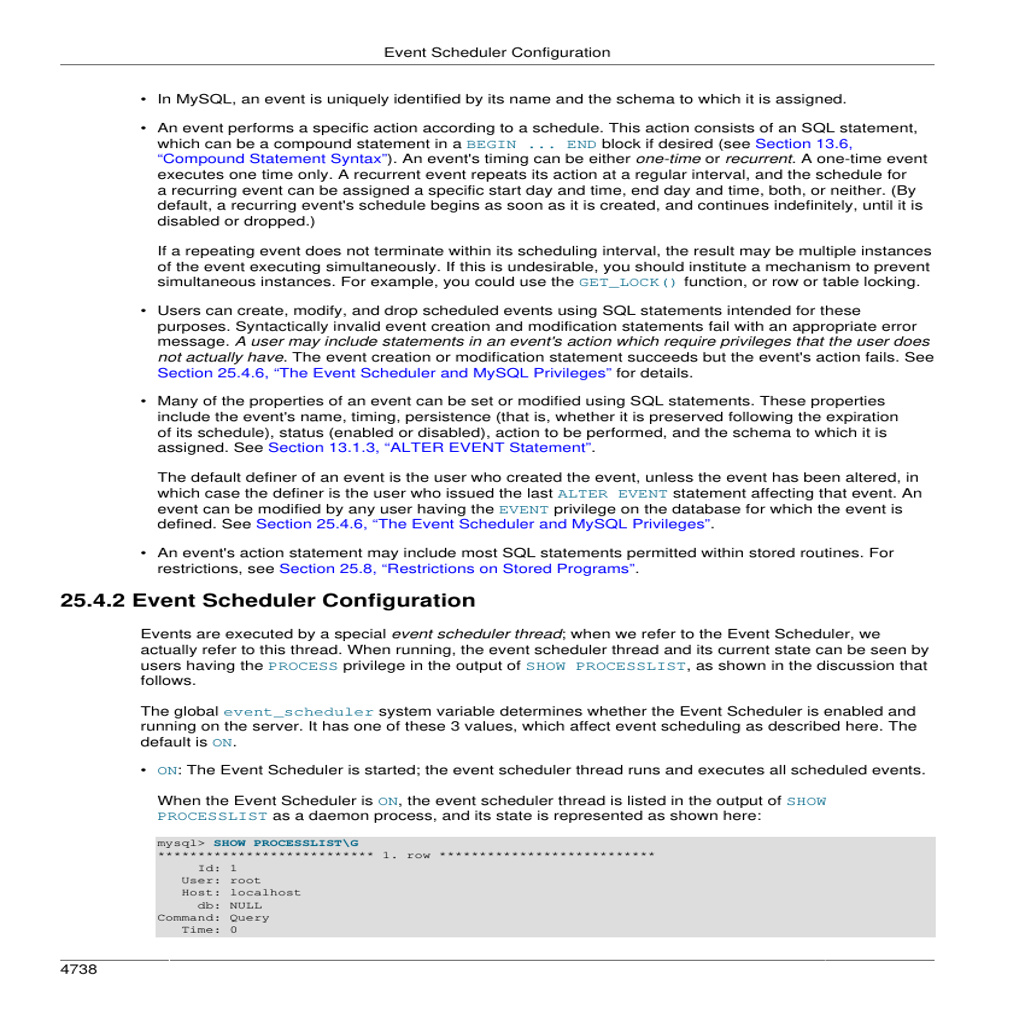 Event Scheduler Configuration
• In MySQL, an event is uniquely identified by its name and the schema to which it is assigned.
• An event performs a specific action according to a schedule. This action consists of an SQL statement,
which can be a compound statement in a BEGIN ... END block if desired (see Section 13.6,
“Compound Statement Syntax”). An event's timing can be either one-time or recurrent. A one-time event
executes one time only. A recurrent event repeats its action at a regular interval, and the schedule for
a recurring event can be assigned a specific start day and time, end day and time, both, or neither. (By
default, a recurring event's schedule begins as soon as it is created, and continues indefinitely, until it is
disabled or dropped.)
If a repeating event does not terminate within its scheduling interval, the result may be multiple instances
of the event executing simultaneously. If this is undesirable, you should institute a mechanism to prevent
simultaneous instances. For example, you could use the GET_LOCK() function, or row or table locking.
• Users can create, modify, and drop scheduled events using SQL statements intended for these
purposes. Syntactically invalid event creation and modification statements fail with an appropriate error
message. A user may include statements in an event's action which require privileges that the user does
not actually have. The event creation or modification statement succeeds but the event's action fails. See
Section 25.4.6, “The Event Scheduler and MySQL Privileges” for details.
• Many of the properties of an event can be set or modified using SQL statements. These properties
include the event's name, timing, persistence (that is, whether it is preserved following the expiration
of its schedule), status (enabled or disabled), action to be performed, and the schema to which it is
assigned. See Section 13.1.3, “ALTER EVENT Statement”.
The default definer of an event is the user who created the event, unless the event has been altered, in
which case the definer is the user who issued the last ALTER EVENT statement affecting that event. An
event can be modified by any user having the EVENT privilege on the database for which the event is
defined. See Section 25.4.6, “The Event Scheduler and MySQL Privileges”.
• An event's action statement may include most SQL statements permitted within stored routines. For
restrictions, see Section 25.8, “Restrictions on Stored Programs”.
25.4.2 Event Scheduler Configuration
Events are executed by a special event scheduler thread; when we refer to the Event Scheduler, we
actually refer to this thread. When running, the event scheduler thread and its current state can be seen by
users having the PROCESS privilege in the output of SHOW PROCESSLIST, as shown in the discussion that
follows.
The global event_scheduler system variable determines whether the Event Scheduler is enabled and
running on the server. It has one of these 3 values, which affect event scheduling as described here. The
default is ON.
• ON: The Event Scheduler is started; the event scheduler thread runs and executes all scheduled events.
When the Event Scheduler is ON, the event scheduler thread is listed in the output of SHOW
PROCESSLIST as a daemon process, and its state is represented as shown here:
mysql> SHOW PROCESSLIST\G
*************************** 1. row ***************************
Id: 1
User: root
Host: localhost
db: NULL
Command: Query
Time: 0
4738